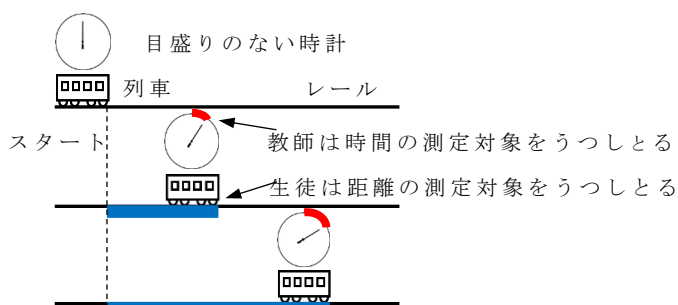 目盛りのない時計
列車 レール
スタート
教師は時間の測定対象をうつしとる
生徒は距離の測定対象をうつしとる